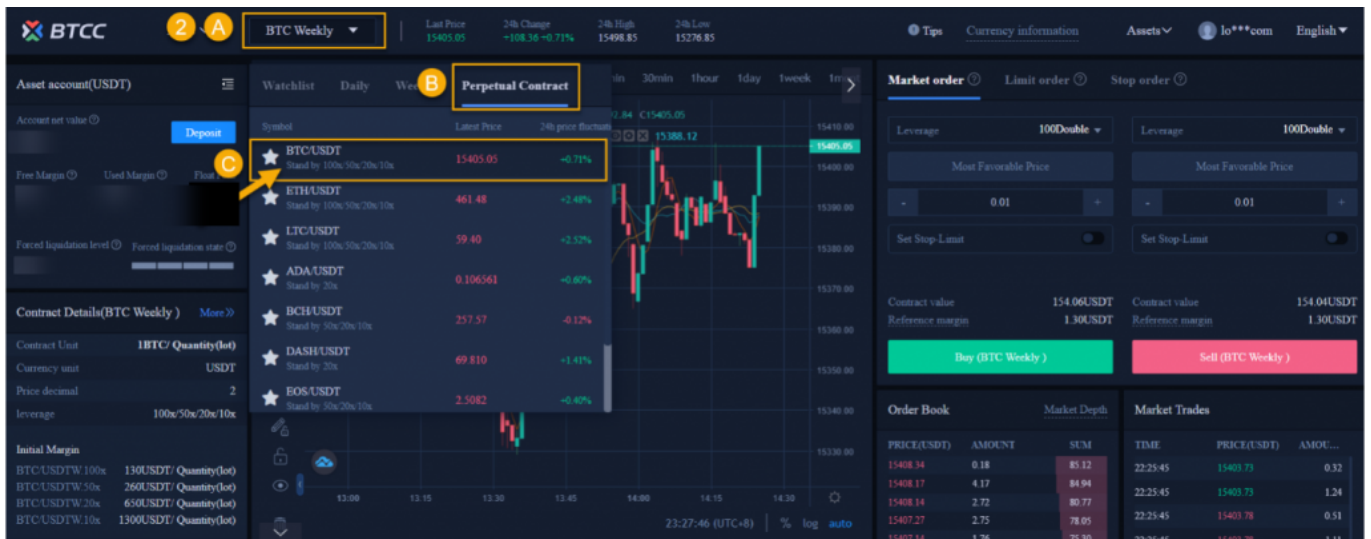 BTCC
2
A
BTC Weekly
Last Price
15405.05
24h Change
+108.36 +0.71%
24h High
15498.85
24h Low
15276.85
Tips
Currency information
Assets
lo***com
English
Asset account(USDT)
Account net value
Deposit
Free Margin
Used Margin
Float
Forced liquidation level
Forced liquidation state
Contract Details(BTC Weekly )
More
Contract Unit
1BTC/ Quantity(lot)
Currency unit
USDT
Price decimal
2
leverage
100x/50x/20x/10x
Initial Margin
BTC/USDTW.100x
130USDT/ Quantity(lot)
BTC/USDTW.50x
260USDT/ Quantity(lot)
BTC/USDTW.20x
650USDT/ Quantity(lot)
BTC/USDTW.10x
1300USDT/ Quantity(lot)
Watchlist
Daily
Wee
B
Perpetual Contract
Symbol
Latest Price
24h price fluctuati
C
BTC/USDT
Stand by 100x/50x/20x/10x
15405.05
+0.71%
ETH/USDT
Stand by 100x/50x/20x/10x
461.48
+2.48%
LTC/USDT
Stand by 100x/50x/20x/10x
59.40
+2.52%
ADA/USDT
Stand by 20x
0.106561
+0.60%
BCH/USDT
Stand by 50x/20x/10x
257.57
-0.12%
DASH/USDT
Stand by 20x
69.810
+1.41%
EOS/USDT
Stand by 50x/20x/10x
2.5082
+0.40%
30min
1hour
1day
1week
2.84 C15405.05
15388.12
15410.00
15405.05
15400.00
15390.00
15380.00
15370.00
15360.00
15350.00
15340.00
15330.00
13:00
13:15
13:30
13:45
14:00
14:15
14:30
23:27:46 (UTC+8)
%
log
auto
Market order
Limit order
Stop order
Leverage
100Double
Most Favorable Price
-
0.01
+
Set Stop-Limit
Contract value
154.06USDT
Reference margin
1.30USDT
Buy (BTC Weekly )
Leverage
100Double
Most Favorable Price
-
0.01
+
Set Stop-Limit
Contract value
154.04USDT
Reference margin
1.30USDT
Sell (BTC Weekly )
Order Book
Market Depth
PRICE(USDT)
AMOUNT
SUM
15408.34
0.18
85.12
15408.17
4.17
84.94
15408.14
2.72
80.77
15407.27
2.75
78.05
15407.14
1.76
75.30
Market Trades
TIME
PRICE(USDT)
AMOU...
22:25:45
15403.73
0.32
22:25:45
15403.73
1.24
22:25:45
15403.78
0.51